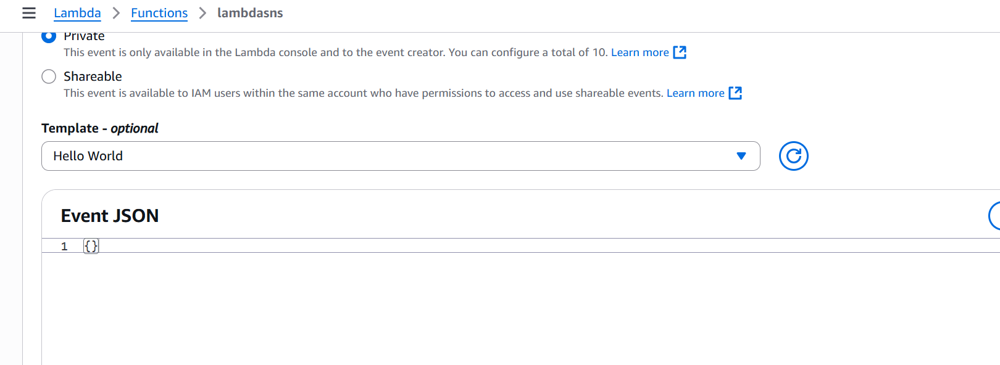 Lambda > Functions > lambdasns
Private
This event is only available in the Lambda console and to the event creator. You can configure a total of 10. Learn more
Shareable
This event is available to IAM users within the same account who have permissions to access and use shareable events. Learn more
Template - optional
Hello World
Event JSON
1 {}